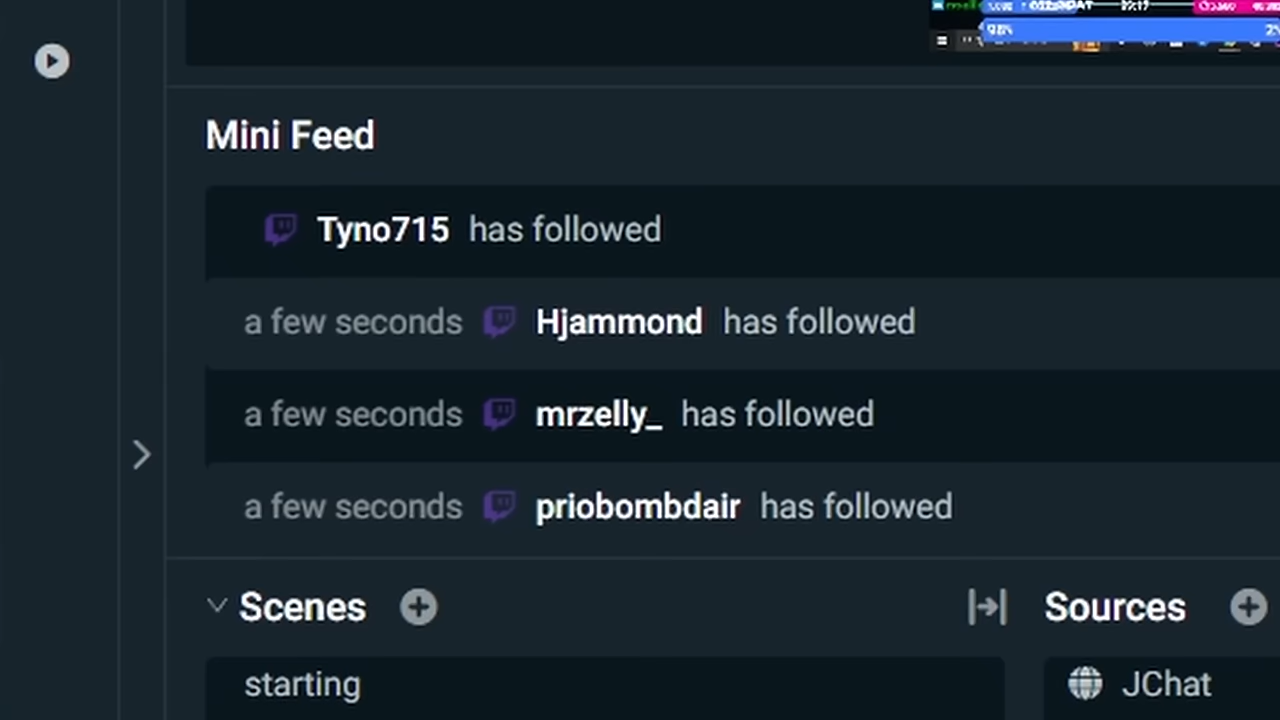 98%
Mini Feed
Tyno715 has followed
a few seconds Hjammond has followed
a few seconds mrzelly_ has followed
a few seconds priobombdair has followed
Scenes
Sources
starting
JChat